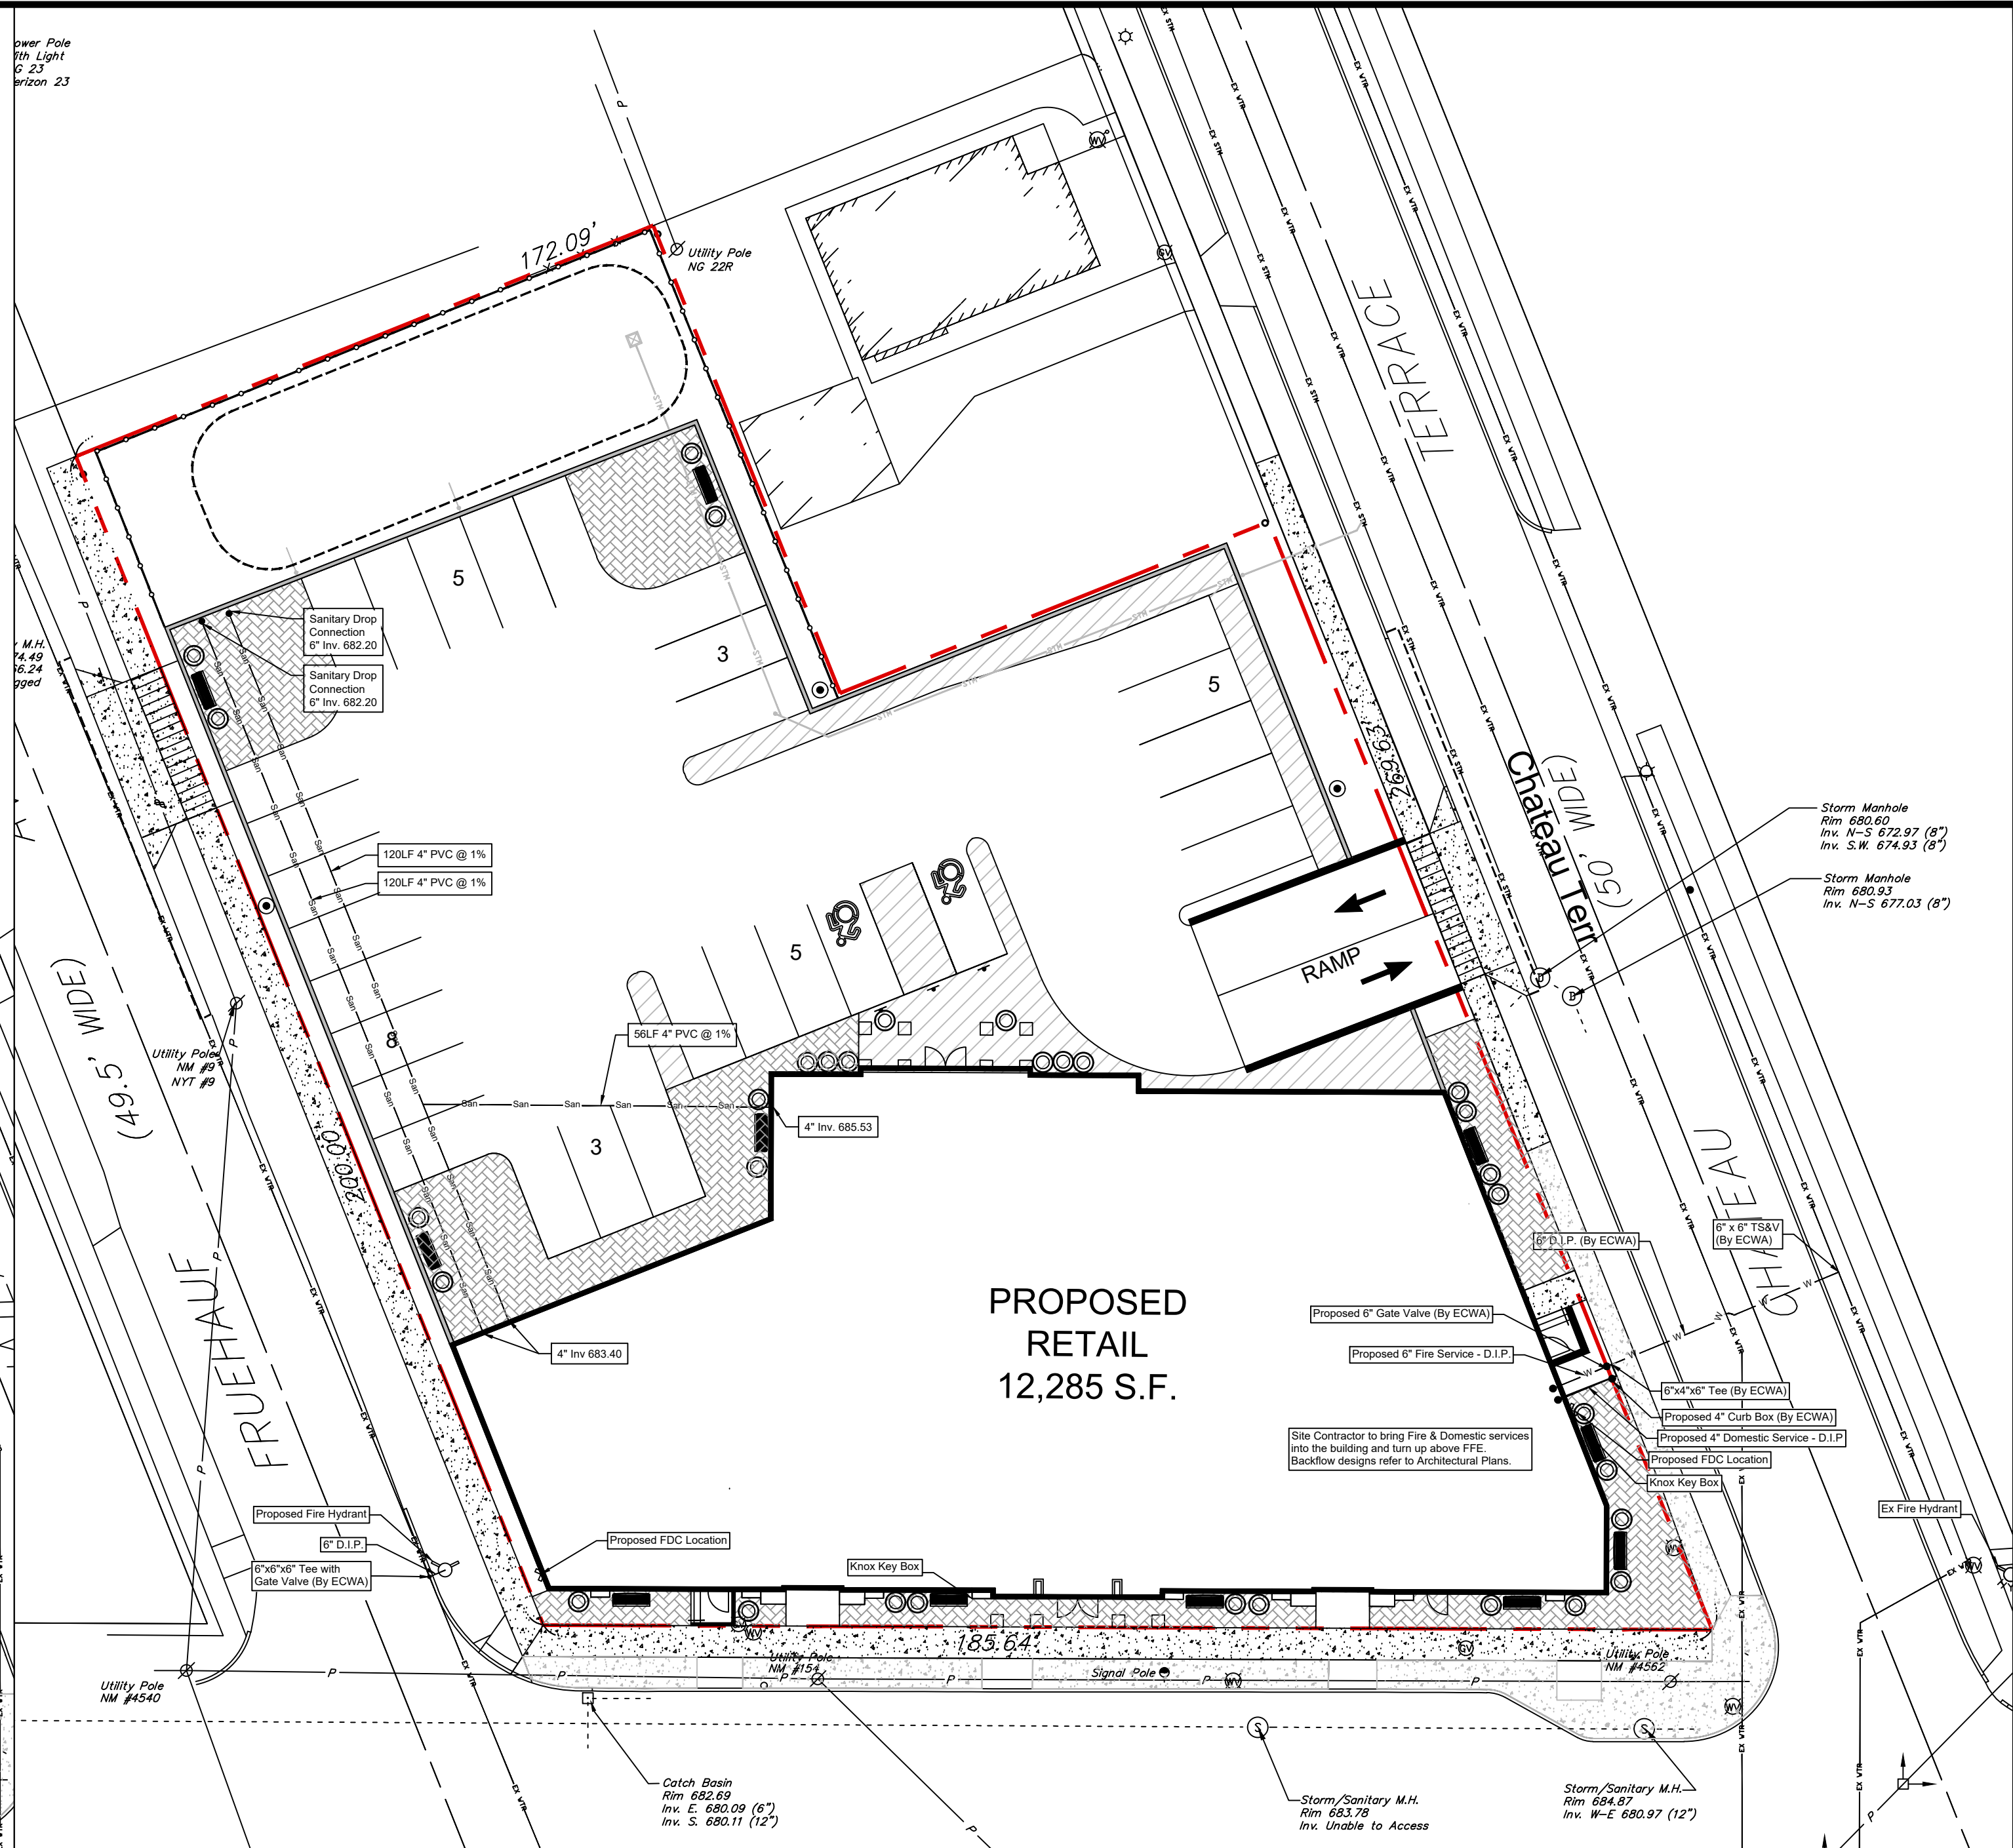 ower Pole
ith Light
G 23
erizon 23
172.09'
Utility Pole
NG 22R
TERRACE
5
Sanitary Drop
Connection
6" Inv. 682.20
Sanitary Drop
Connection
6" Inv. 682.20
3
5
y M.H.
74.49
66.24
gged
269.63'
Chateau Terr
(50' WIDE)
Storm Manhole
Rim 680.60
Inv. N-S 672.97 (8")
Inv. S.W. 674.93 (8")
Storm Manhole
Rim 680.93
Inv. N-S 677.03 (8")
120LF 4" PVC @ 1%
120LF 4" PVC @ 1%
5
RAMP
(49.5' WIDE)
8
56LF 4" PVC @ 1%
Utility Pole
NM #9
NYT #9
4" Inv. 685.53
3
200.00'
6" D.I.P. (By ECWA)
6" x 6" TS&V
(By ECWA)
CHATEAU
FRUEHAUF
PROPOSED
RETAIL
12,285 S.F.
4" Inv 683.40
Proposed 6" Gate Valve (By ECWA)
Proposed 6" Fire Service - D.I.P.
6"x4"x6" Tee (By ECWA)
Proposed 4" Curb Box (By ECWA)
Proposed 4" Domestic Service - D.I.P
Proposed FDC Location
Knox Key Box
Site Contractor to bring Fire & Domestic services
into the building and turn up above FFE.
Backflow designs refer to Architectural Plans.
Ex Fire Hydrant
Proposed Fire Hydrant
6" D.I.P.
6"x6"x6" Tee with
Gate Valve (By ECWA)
Proposed FDC Location
Knox Key Box
185.64'
Utility Pole
NM #154
Signal Pole
Utility Pole
NM #4562
Utility Pole
NM #4540
Catch Basin
Rim 682.69
Inv. E. 680.09 (6")
Inv. S. 680.11 (12")
Storm/Sanitary M.H.
Rim 683.78
Inv. Unable to Access
Storm/Sanitary M.H.
Rim 684.87
Inv. W-E 680.97 (12")